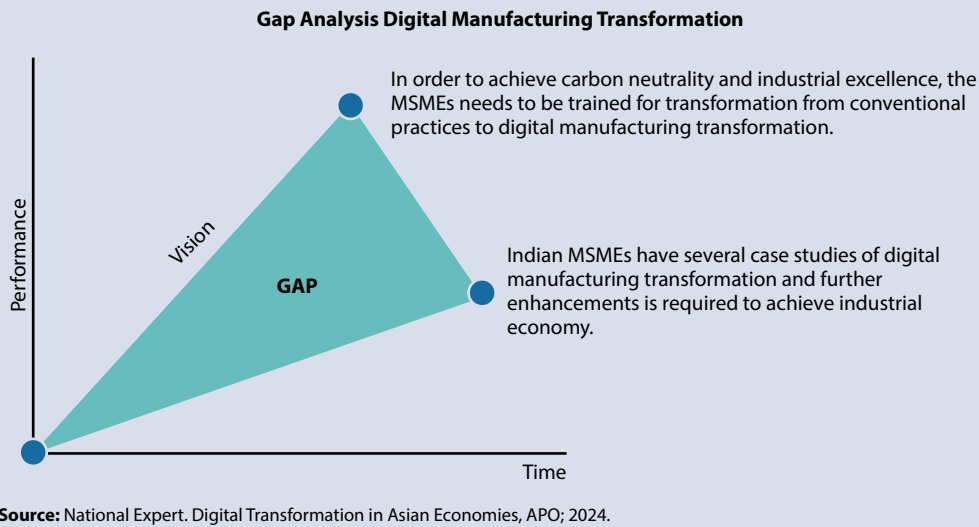 Gap Analysis Digital Manufacturing Transformation
In order to achieve carbon neutrality and industrial excellence, the
MSMEs needs to be trained for transformation from conventional
practices to digital manufacturing transformation.
Performance
Vision
GAP
Indian MSMEs have several case studies of digital
manufacturing transformation and further
enhancements is required to achieve industrial
economy.
Time
Source: National Expert. Digital Transformation in Asian Economies, APO; 2024.